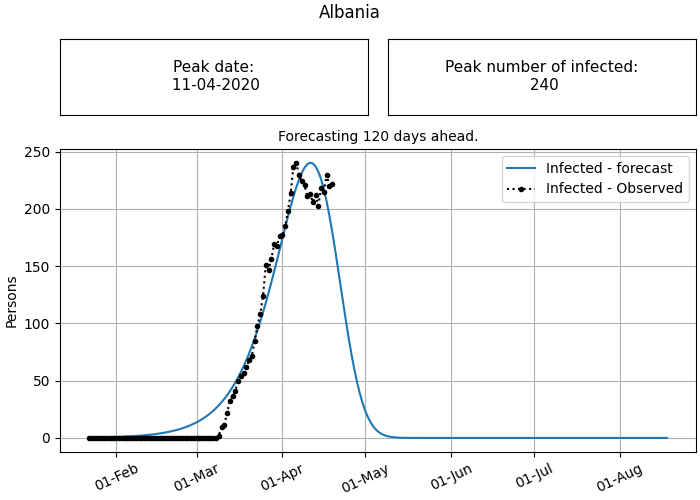 Albania
Peak date:
11-04-2020
Peak number of infected:
240
Forecasting 120 days ahead.
Infected - forecast
Infected - Observed
Persons
250
200
150
100
50
0
01-Feb
01-Mar
01-Apr
01-May
01-Jun
01-Jul
01-Aug